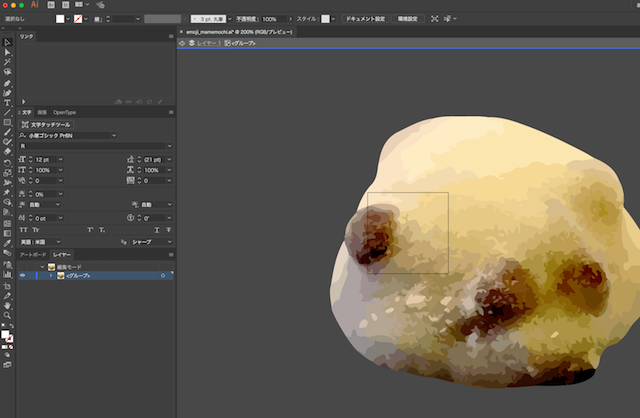 Ai
Br
St
選択なし
線 :
3 pt. 丸筆
不透明度 :
100%
スタイル :
ドキュメント設定
環境設定
リンク
emoji_mamemochi.ai* @ 200% (RGB/プレビュー)
レイヤー 1
<グループ>
文字
段落
OpenType
文字タッチツール
小塚ゴシック Pr6N
R
12 pt
(21 pt)
100%
100%
0
0
0%
自動
自動
0 pt
0°
TT
Tr
T¹
T₁
T
T
英語 : 米国
シャープ
アートボード
レイヤー
編集モード
<グループ>